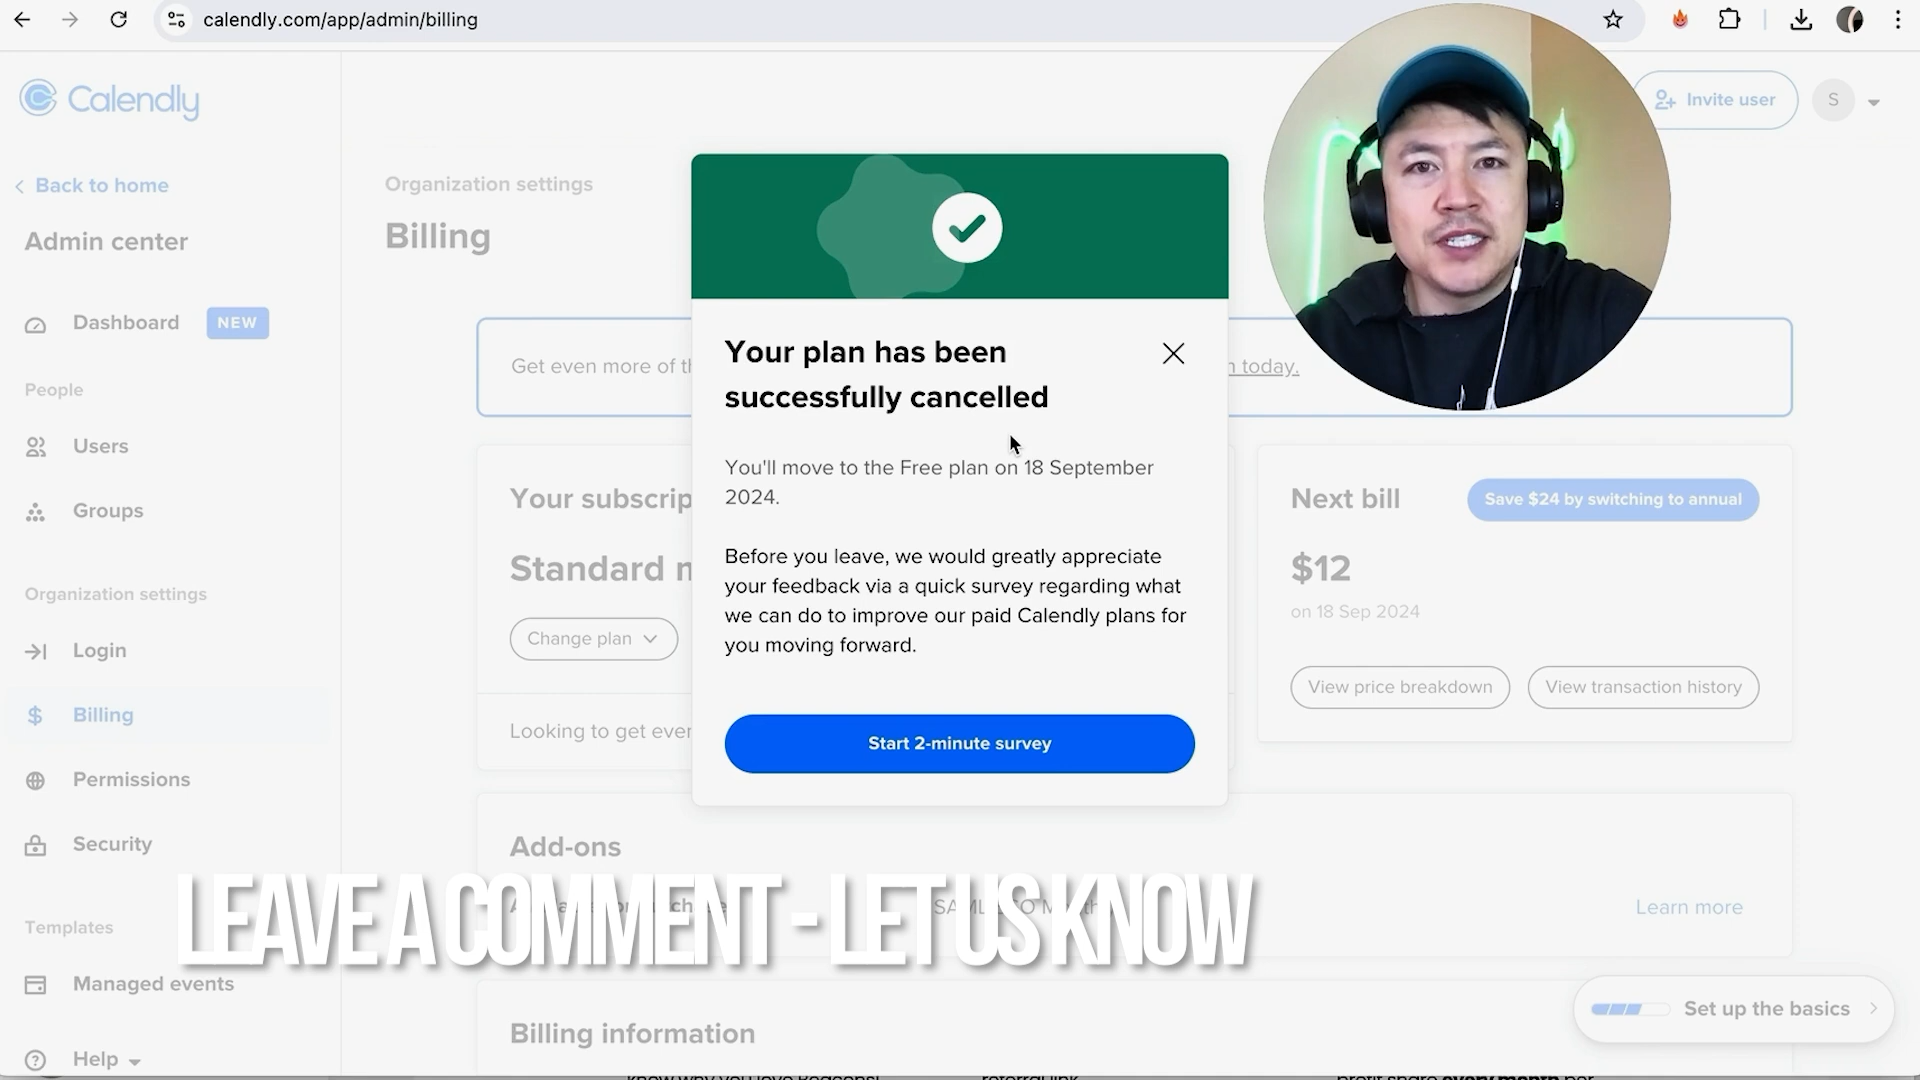 calendly.com/app/admin/billing
Calendly
Invite user
S
Back to home
Organization settings
Admin center
Billing
Dashboard NEW
Get even more of th
n today.
People
Users
Groups
Organization settings
Login
Billing
Permissions
Security
Templates
Managed events
Help
Your subscrip
Standard m
Change plan
Looking to get ever
Your plan has been
successfully cancelled
You'll move to the Free plan on 18 September
2024.
Before you leave, we would greatly appreciate
your feedback via a quick survey regarding what
we can do to improve our paid Calendly plans for
you moving forward.
Start 2-minute survey
Next bill
Save $24 by switching to annual
$12
on 18 Sep 2024
View price breakdown
View transaction history
Add-ons
Learn more
LEAVE A COMMENT - LET US KNOW
Billing information
Set up the basics